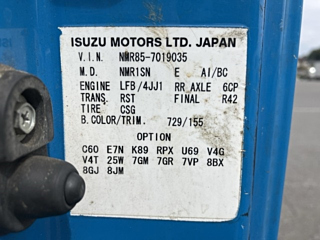 ISUZU MOTORS LTD. JAPAN
V.I.N. NMR85-7019035
M.D. NMR1SN E AI/BC
ENGINE LFB/4JJ1 RR AXLE 6CP
TRANS. RST FINAL R42
TIRE CSG
B.COLOR/TRIM. 729/155
OPTION
C60 E7N K89 RPX U69 V4G
V4T 25W 7GM 7GR 7VP 8BX
8GJ 8JM